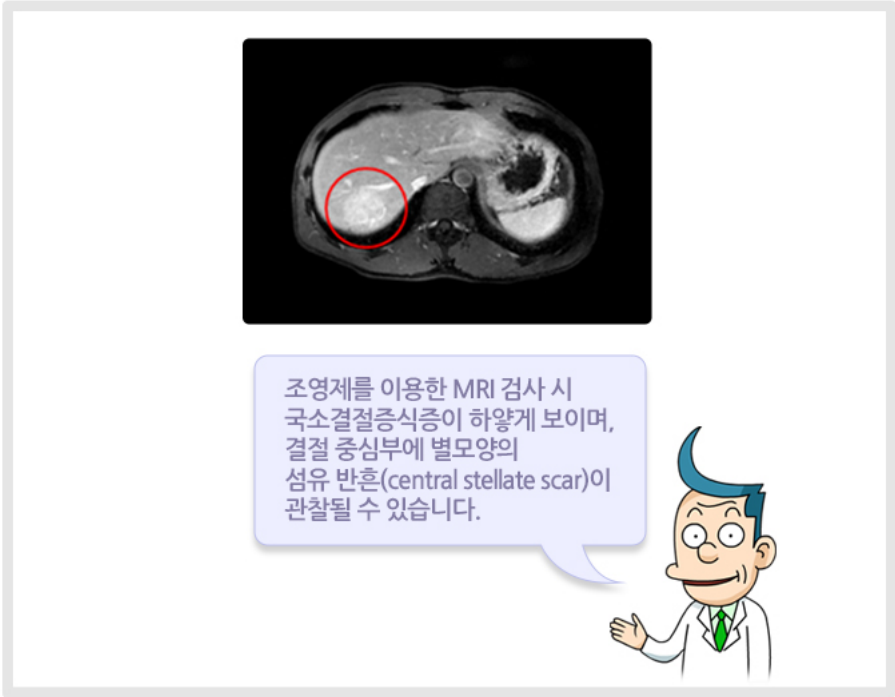 조영제를 이용한 MRI 검사 시
국소결절증식증이 하얗게 보이며,
결절 중심부에 별모양의
섬유 반흔(central stellate scar)이
관찰될 수 있습니다.